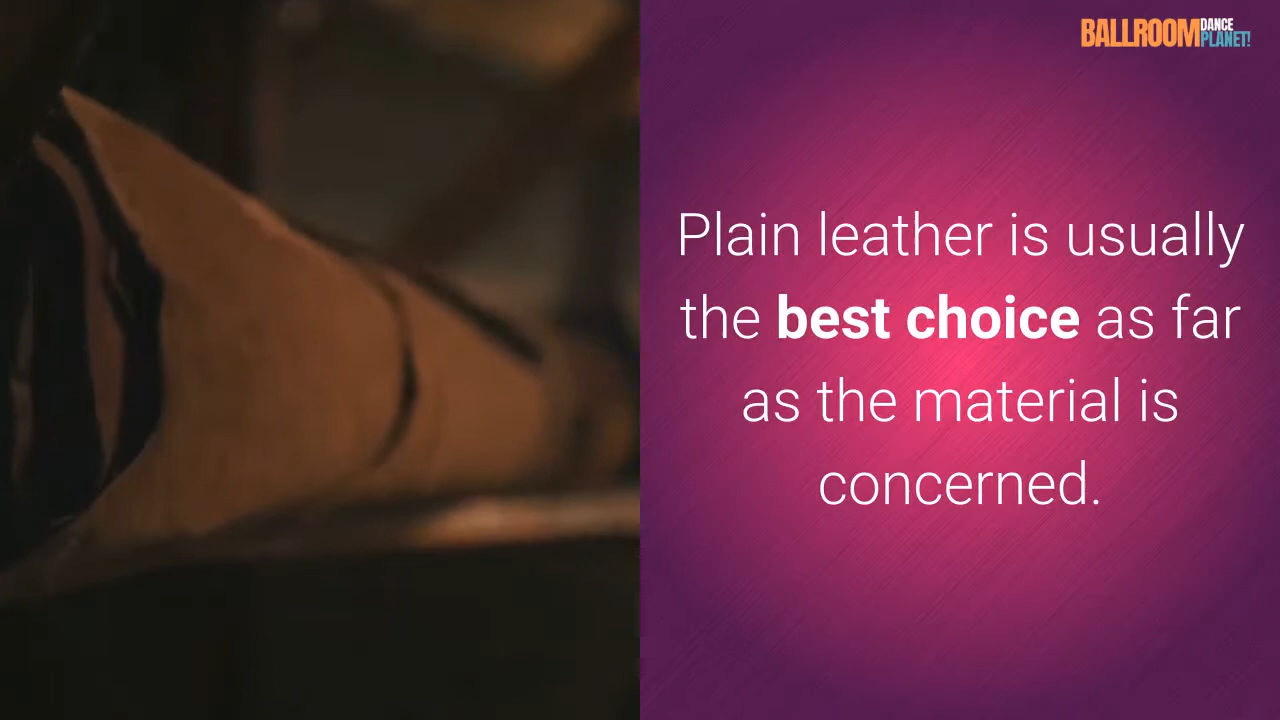 BALLROOM DANCE PLANET!
Plain leather is usually
the best choice as far
as the material is
concerned.